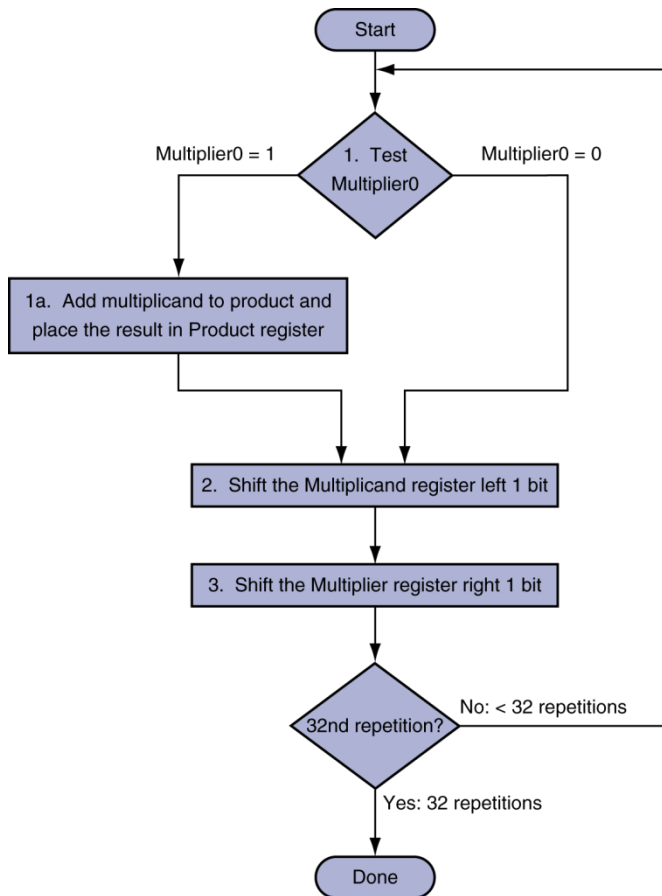 Start
Multiplier0 = 1
1. Test
Multiplier0
Multiplier0 = 0
1a. Add multiplicand to product and
place the result in Product register
2. Shift the Multiplicand register left 1 bit
3. Shift the Multiplier register right 1 bit
32nd repetition?
No: < 32 repetitions
Yes: 32 repetitions
Done